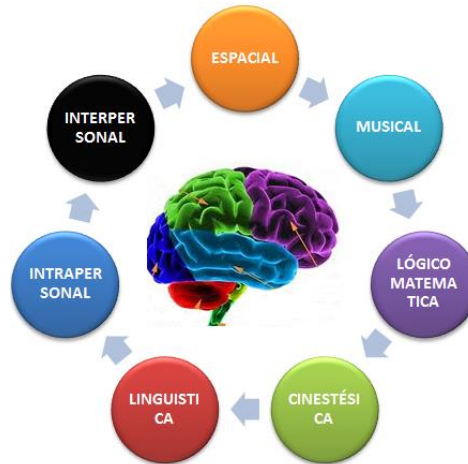 ESPACIAL
MUSICAL
LÓGICO
MATEMA
TICA
CINESTÉSI
CA
LINGUISTI
CA
INTRAPER
SONAL
INTERPER
SONAL